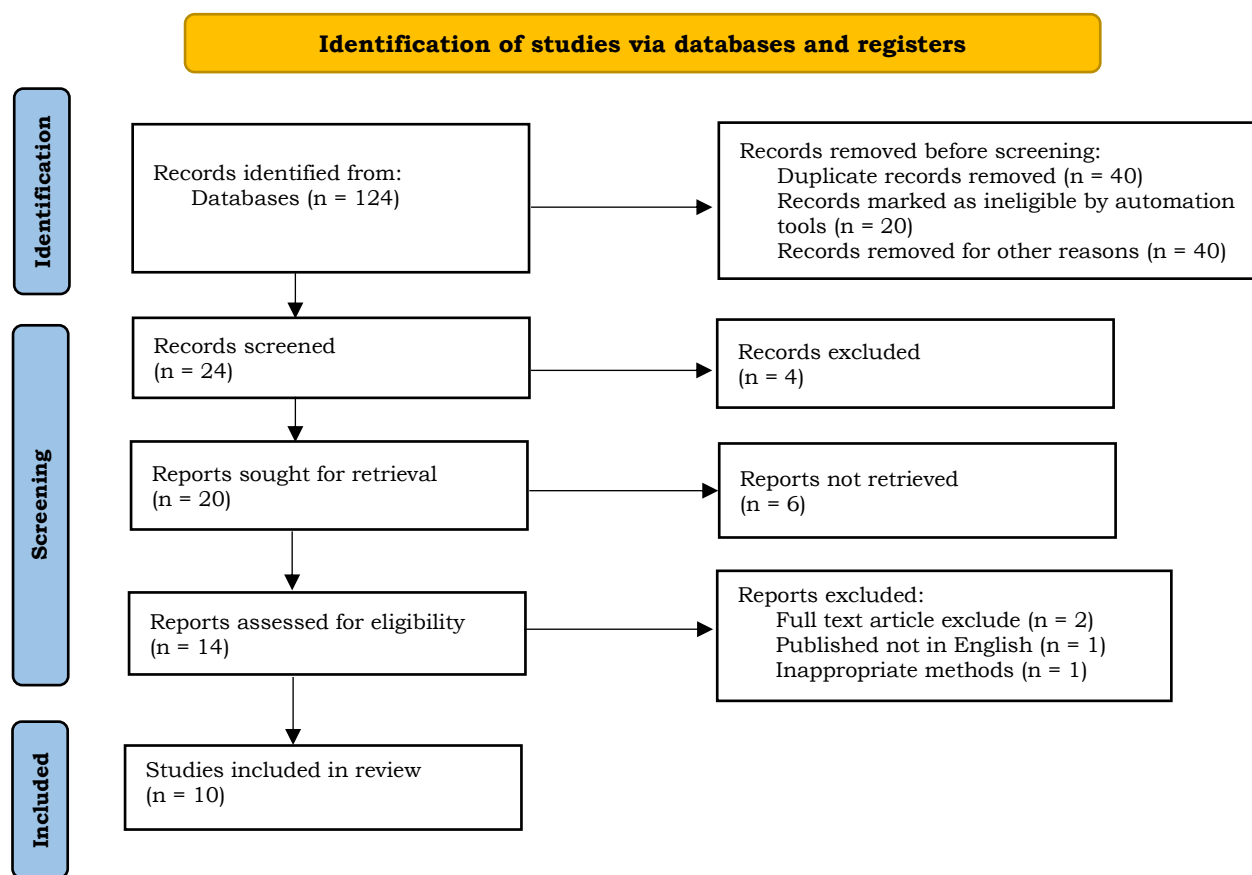 Identification of studies via databases and registers
Identification
Records identified from:
Databases (n = 124)
Records removed before screening:
Duplicate records removed (n = 40)
Records marked as ineligible by automation
tools (n = 20)
Records removed for other reasons (n = 40)
Screening
Records screened
(n = 24)
Records excluded
(n = 4)
Reports sought for retrieval
(n = 20)
Reports not retrieved
(n = 6)
Reports assessed for eligibility
(n = 14)
Reports excluded:
Full text article exclude (n = 2)
Published not in English (n = 1)
Inappropriate methods (n = 1)
Included
Studies included in review
(n = 10)